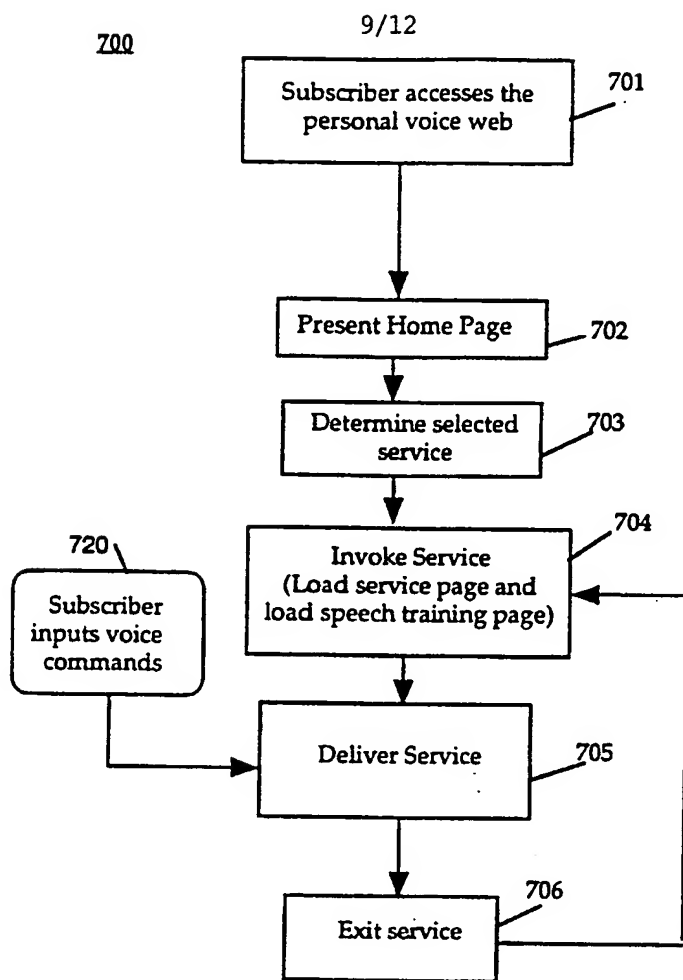 9/12
700
Subscriber accesses the
personal voice web
701
Present Home Page
702
Determine selected
service
703
704
Invoke Service
(Load service page and
load speech training page)
720
Subscriber
inputs voice
commands
Deliver Service
705
706
Exit service